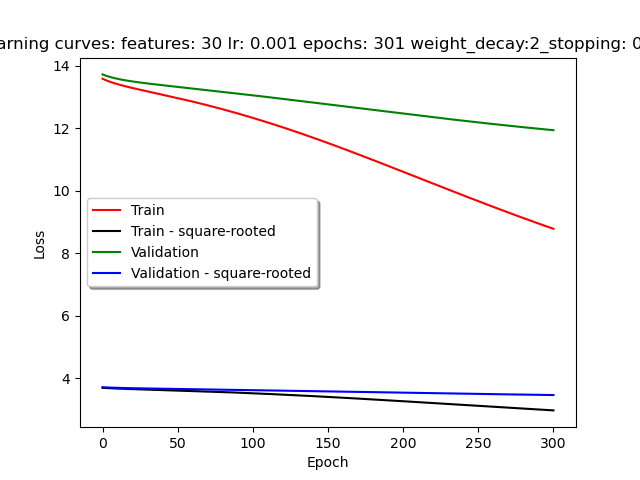 arning curves: features: 30 lr: 0.001 epochs: 301 weight_decay:2_stopping: 0
14
12
10
8
6
4
Loss
Train
Train - square-rooted
Validation
Validation - square-rooted
0 50 100 150 200 250 300
Epoch